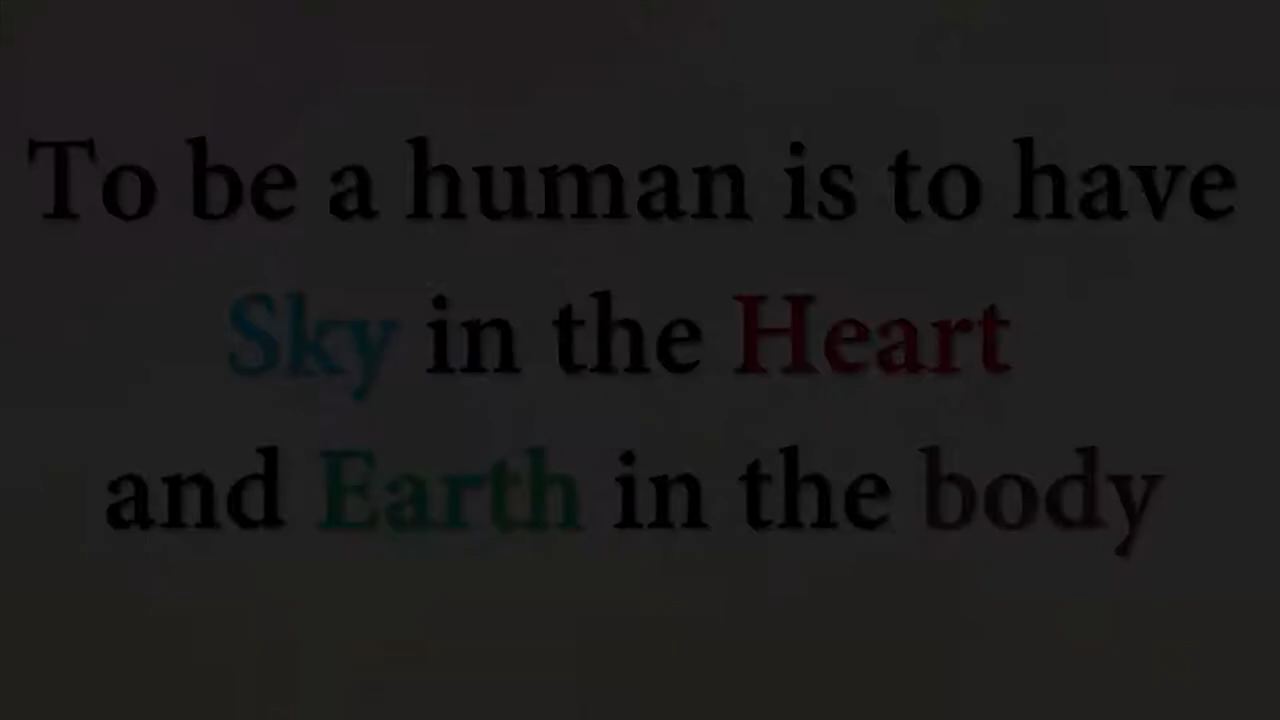 To be a human is to have
Sky in the Heart
and Earth in the body